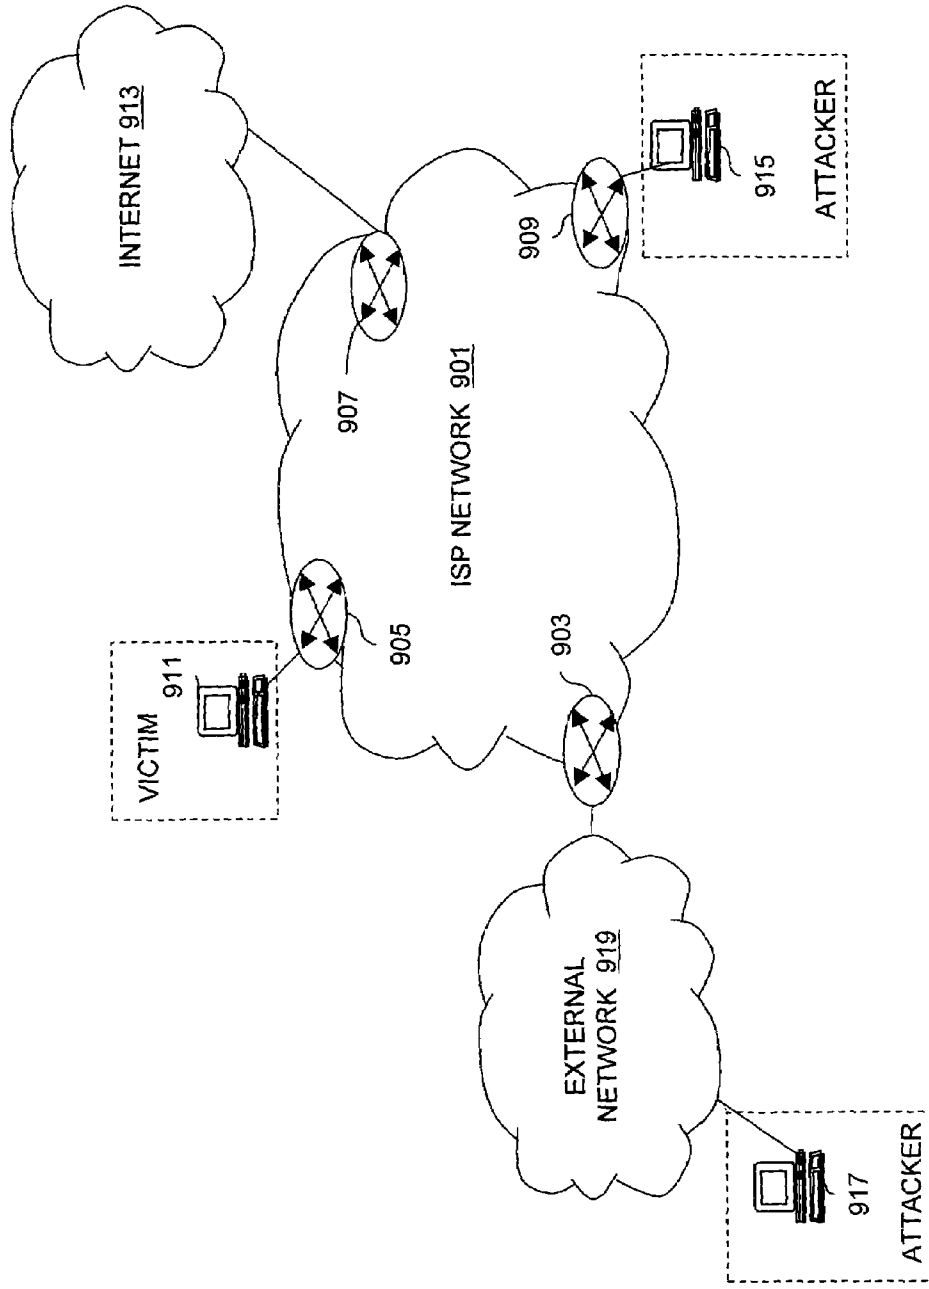 INTERNET 913
VICTIM
911
907
905
ISP NETWORK 901
909
903
EXTERNAL
NETWORK 919
915
ATTACKER
917
ATTACKER